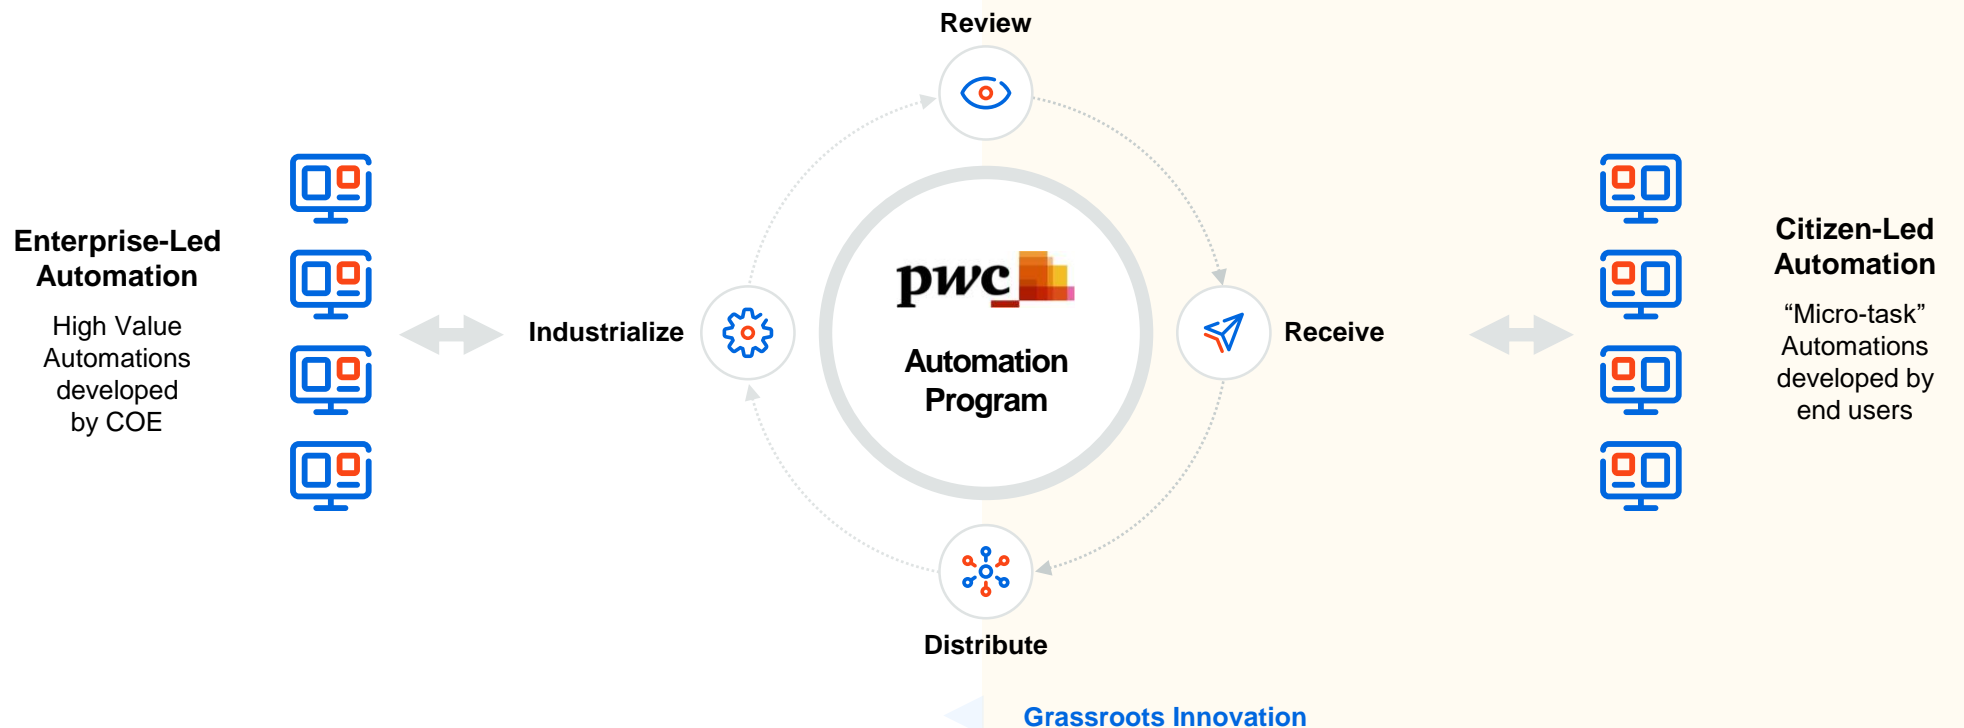 Review
Enterprise-Led
Automation
High Value
Automations
developed
by COE
Industrialize
pwc
Automation
Program
Receive
Citizen-Led
Automation
“Micro-task”
Automations
developed by
end users
Distribute
Grassroots Innovation